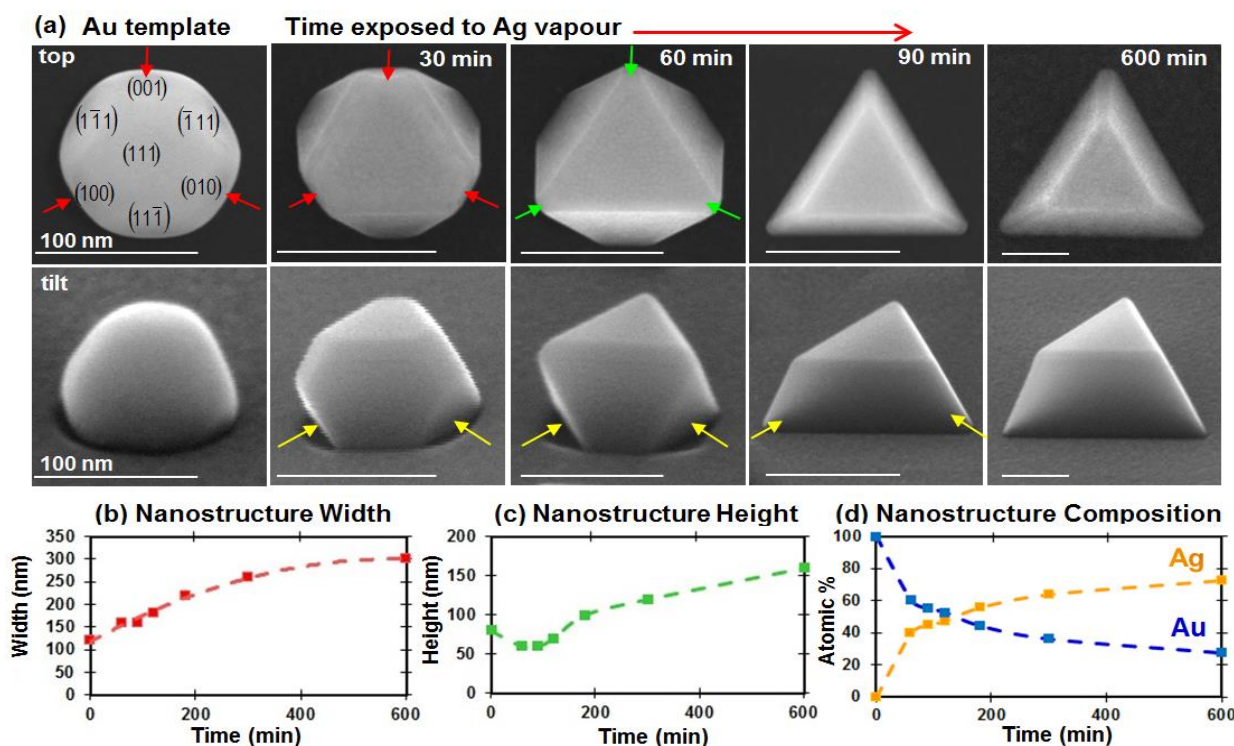 (a) Au template Time exposed to Ag vapour
top 30 min 60 min 90 min 600 min
(001)
(11̅1) (1̅11)
(111)
(100) (010)
(111̅)
100 nm
tilt
100 nm
(b) Nanostructure Width
Width (nm)
350
300
250
200
150
100
50
0
0 200 400 600
Time (min)
(c) Nanostructure Height
Height (nm)
200
150
100
50
0
0 200 400 600
Time (min)
(d) Nanostructure Composition
Atomic %
100
80
60
40
20
0
Ag
Au
0 200 400 600
Time (min)